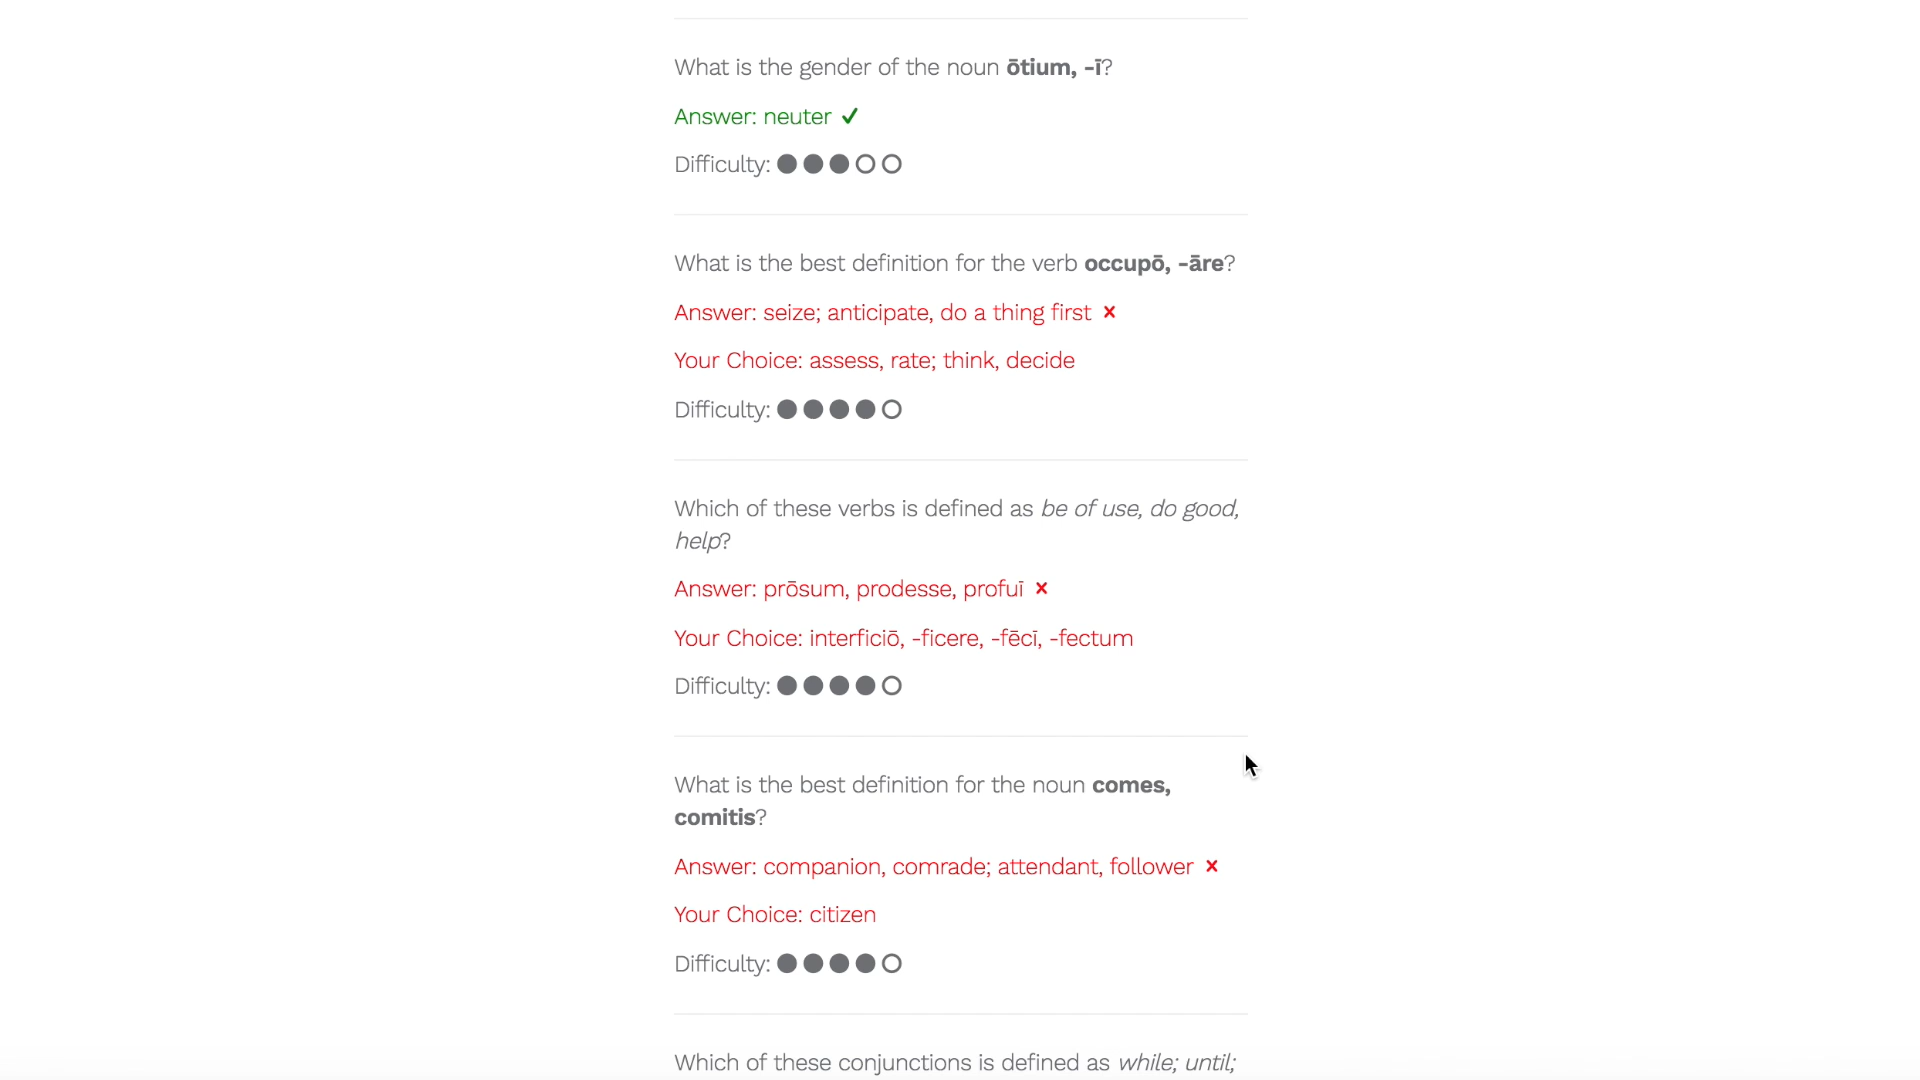 What is the gender of the noun ōtium, -ī?
Answer: neuter ✓
Difficulty:
What is the best definition for the verb occupō, -āre?
Answer: seize; anticipate, do a thing first ×
Your Choice: assess, rate; think, decide
Difficulty:
Which of these verbs is defined as be of use, do good,
help?
Answer: prōsum, prodesse, profuī ×
Your Choice: interficiō, -ficere, -fēcī, -fectum
Difficulty:
What is the best definition for the noun comes,
comitis?
Answer: companion, comrade; attendant, follower ×
Your Choice: citizen
Difficulty:
Which of these conjunctions is defined as while; until;